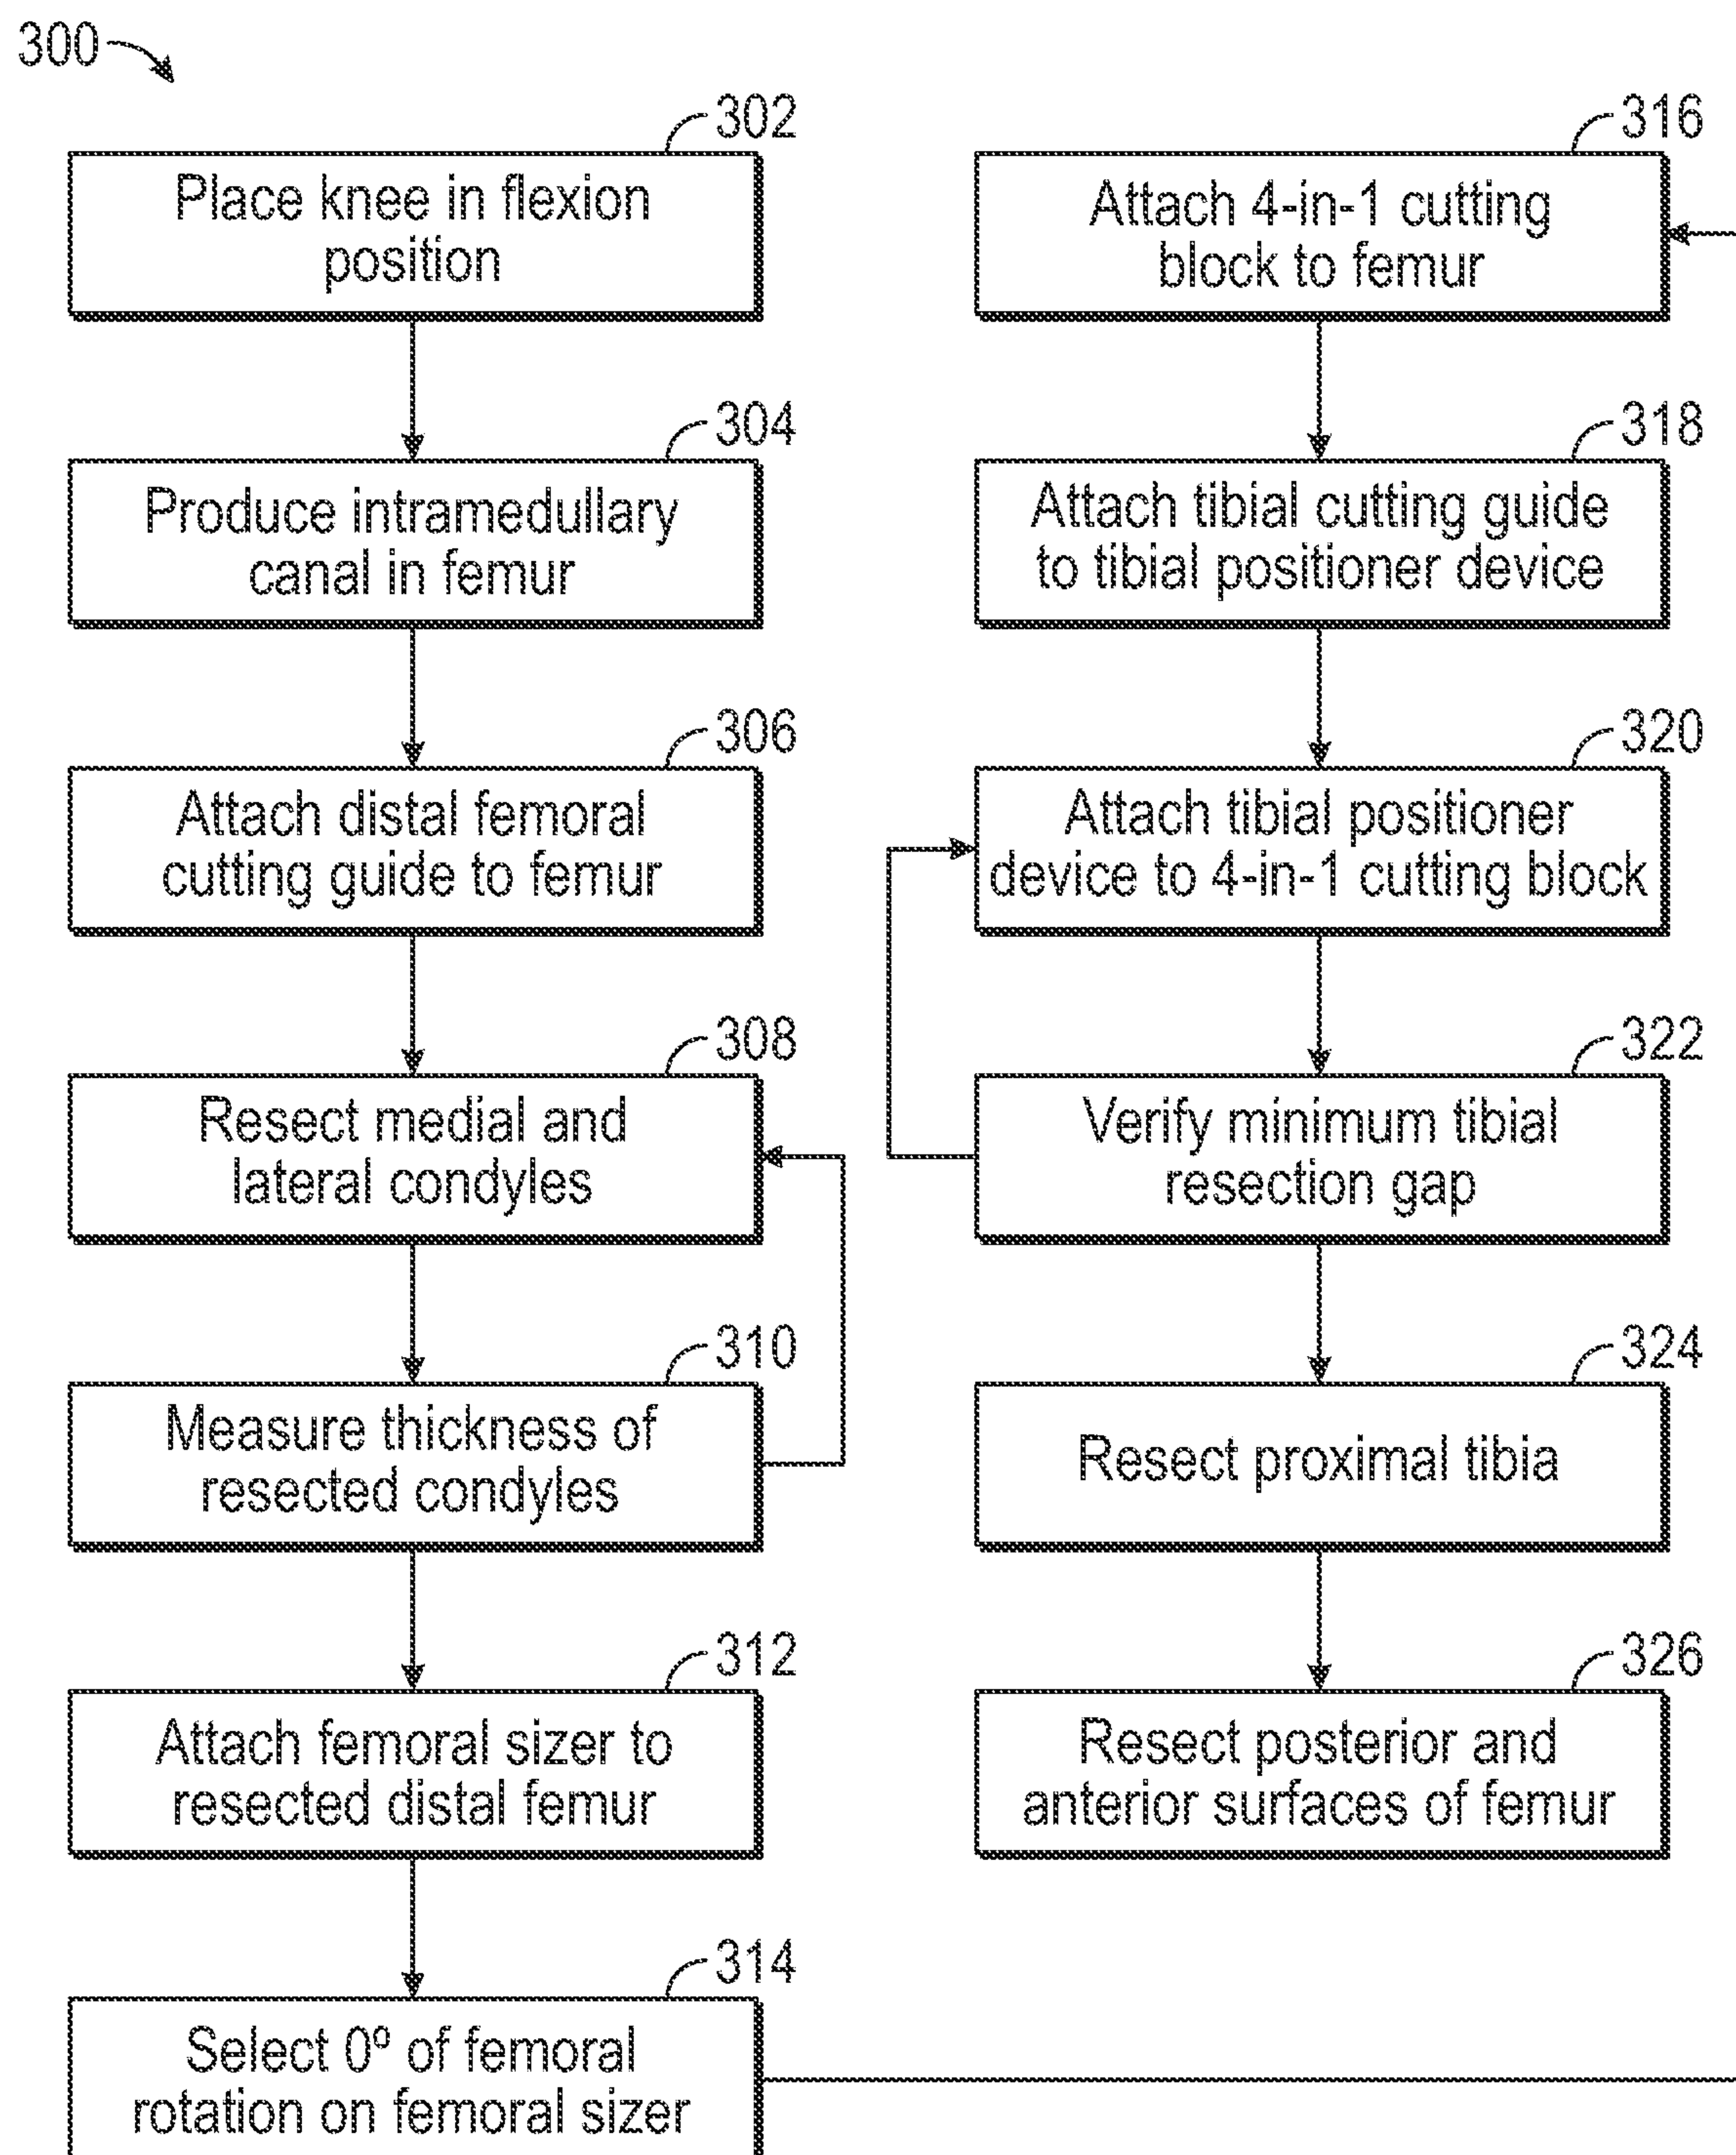 300
302
Place knee in flexion
position
304
Produce intramedullary
canal in femur
306
Attach distal femoral
cutting guide to femur
308
Resect medial and
lateral condyles
310
Measure thickness of
resected condyles
312
Attach femoral sizer to
resected distal femur
314
Select 0º of femoral
rotation on femoral sizer
316
Attach 4-in-1 cutting
block to femur
318
Attach tibial cutting guide
to tibial positioner device
320
Attach tibial positioner
device to 4-in-1 cutting block
322
Verify minimum tibial
resection gap
324
Resect proximal tibia
326
Resect posterior and
anterior surfaces of femur